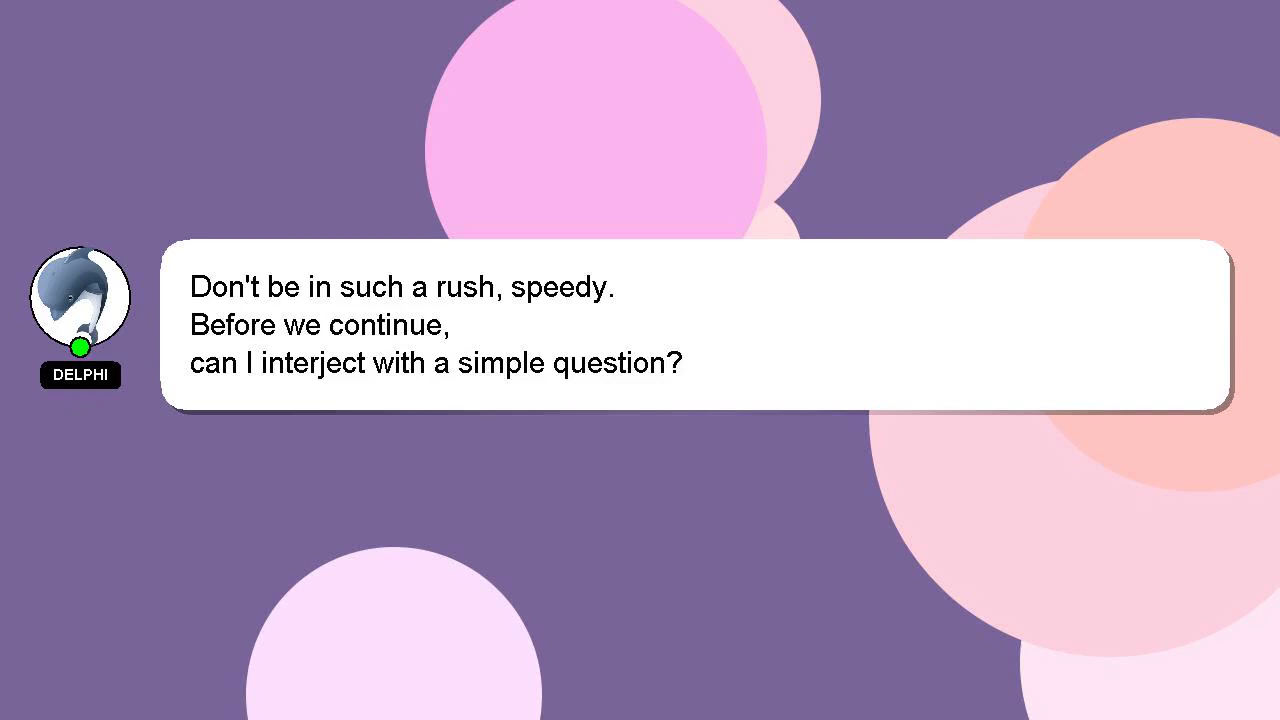 Don't be in such a rush, speedy.
Before we continue,
can I interject with a simple question?
DELPHI